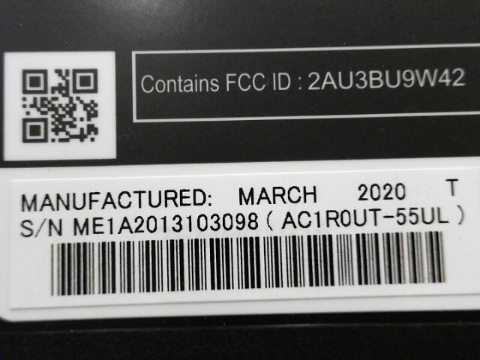 Contains FCC ID : 2AU3BU9W42
MANUFACTURED: MARCH 2020 T
S/N ME1A2013103098 ( AC1R0UT-55UL )